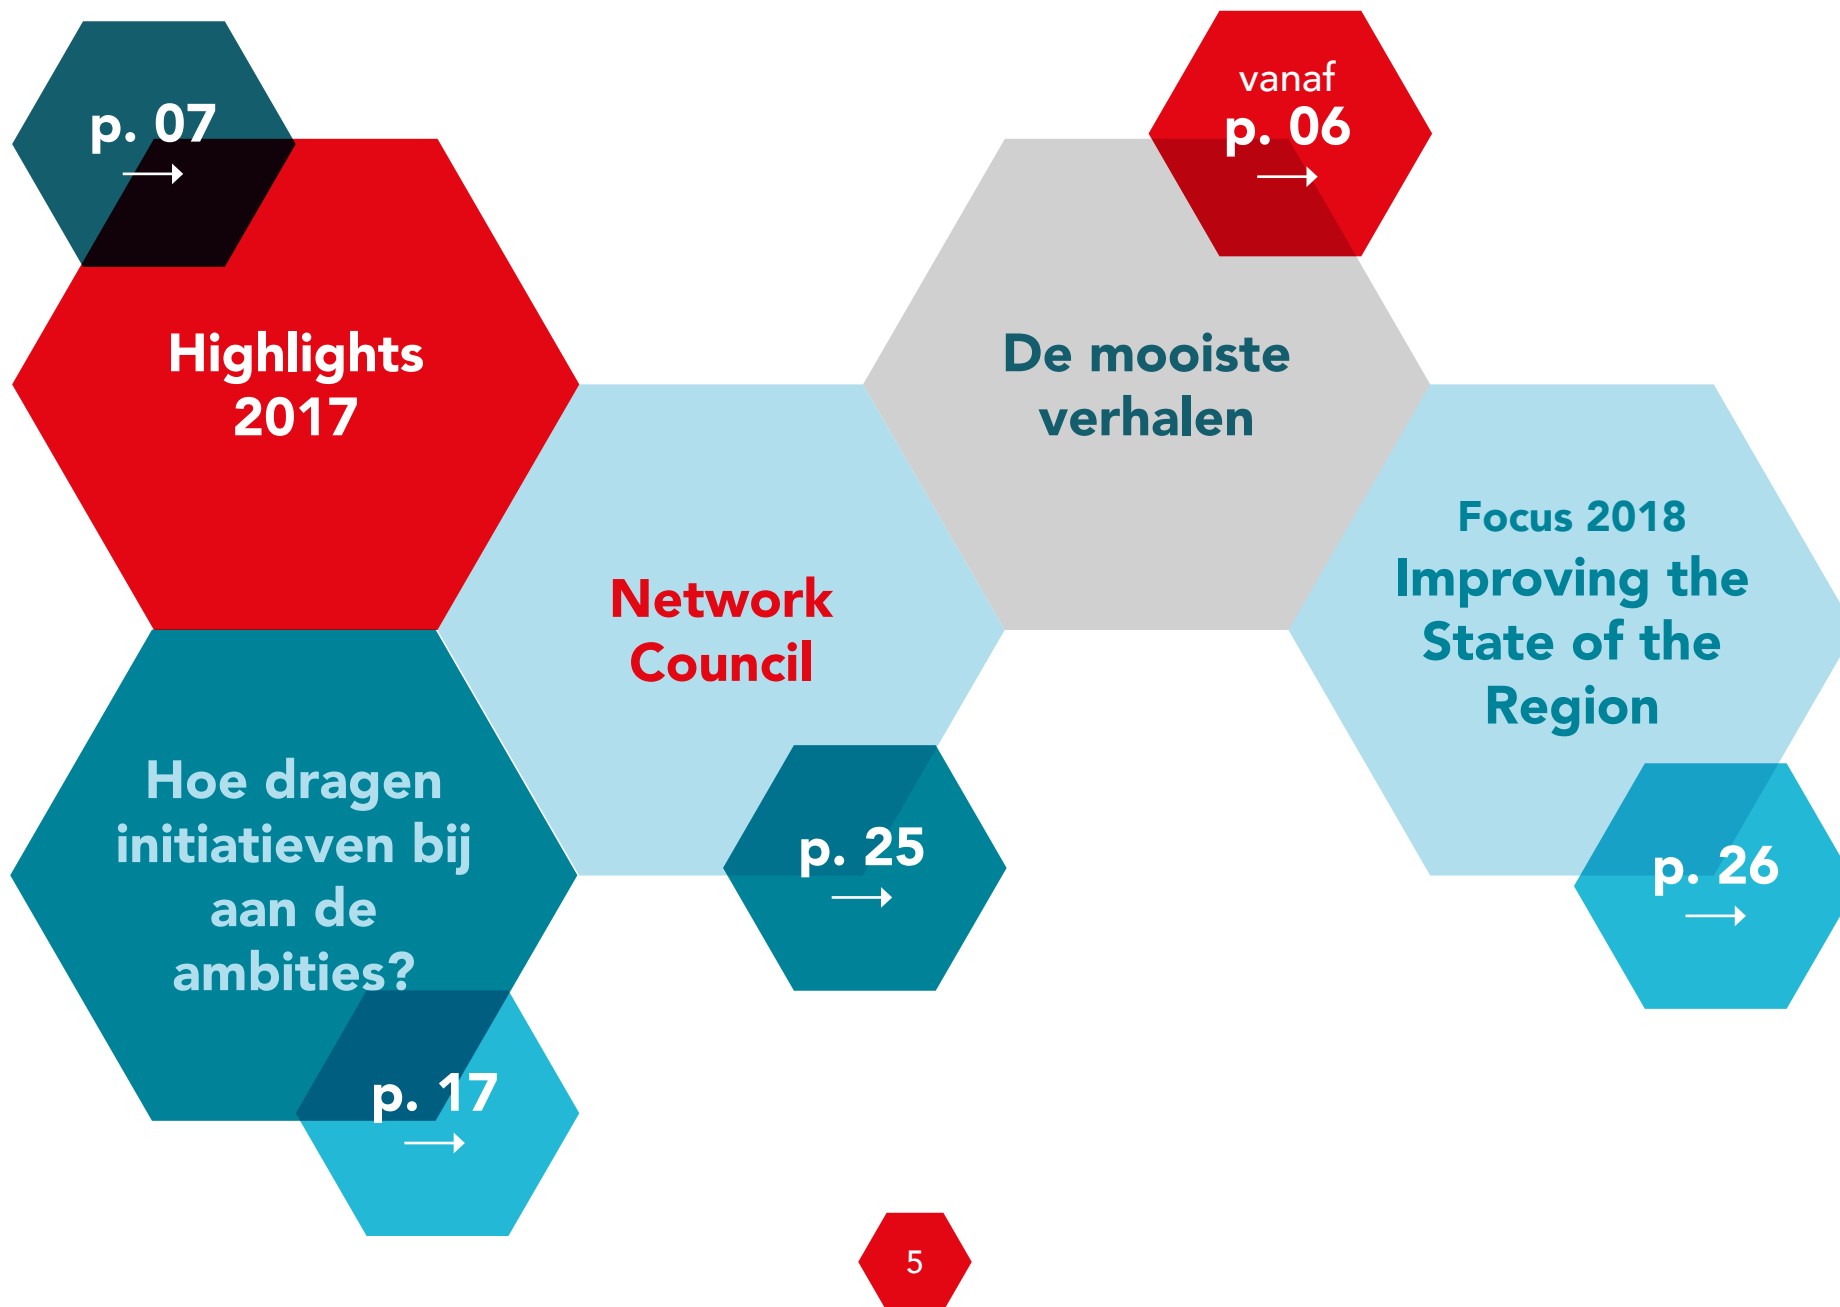 p. 07
Highlights
2017
vanaf
p. 06
De mooiste
verhalen
Network
Council
p. 25
Focus 2018
Improving the
State of the
Region
p. 26
Hoe dragen
initiatieven bij
aan de
ambities?
p. 17
5